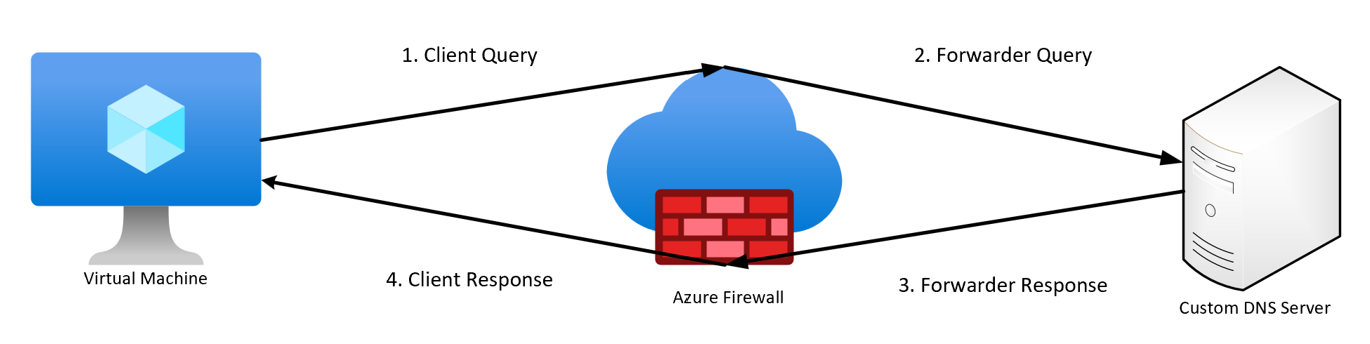 1. Client Query
2. Forwarder Query
Virtual Machine
4. Client Response
Azure Firewall
3. Forwarder Response
Custom DNS Server